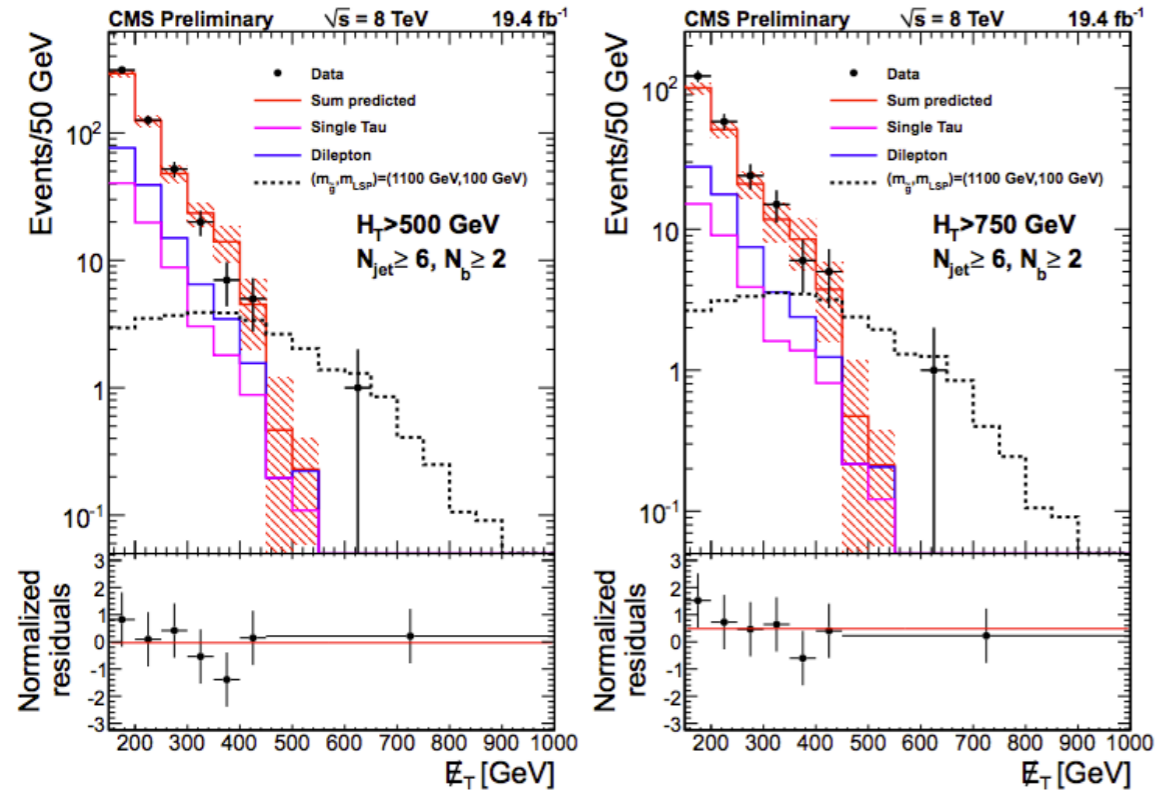 CMS Preliminary √s = 8 TeV 19.4 fb⁻¹
Events/50 GeV
10²
10
1
10⁻¹
Data
Sum predicted
Single Tau
Dilepton
(m_g̃,m_LSP)=(1100 GeV,100 GeV)
H_T>500 GeV
N_jet≥ 6, N_b≥ 2
Normalized
residuals
3
2
1
0
-1
-2
-3
200 300 400 500 600 700 800 900 1000
E̸_T [GeV]
CMS Preliminary √s = 8 TeV 19.4 fb⁻¹
Events/50 GeV
10²
10
1
10⁻¹
Data
Sum predicted
Single Tau
Dilepton
(m_g̃,m_LSP)=(1100 GeV,100 GeV)
H_T>750 GeV
N_jet≥ 6, N_b≥ 2
Normalized
residuals
3
2
1
0
-1
-2
-3
200 300 400 500 600 700 800 900 1000
E̸_T [GeV]